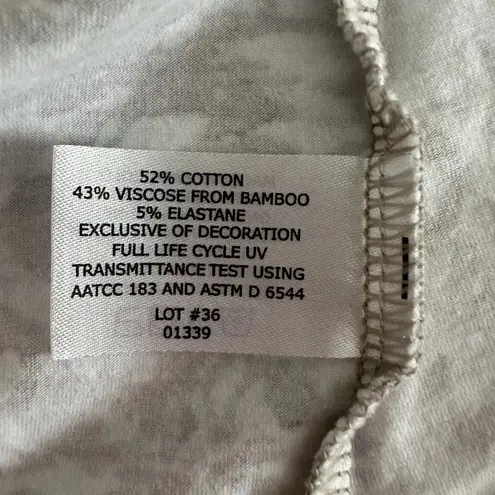 52% COTTON
43% VISCOSE FROM BAMBOO
5% ELASTANE
EXCLUSIVE OF DECORATION
FULL LIFE CYCLE UV
TRANSMITTANCE TEST USING
AATCC 183 AND ASTM D 6544
LOT #36
01339